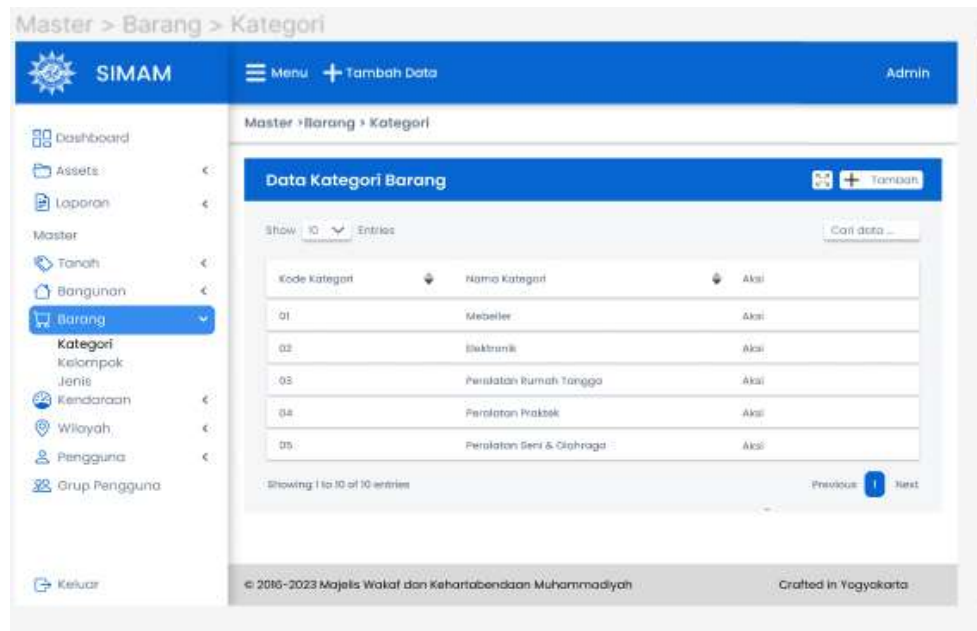 Master > Barang > Kategori
SIMAM
Menu
Tambah Data
Admin
Master >Barang > Kategori
Dashboard
Assets
Laporan
Master
Tanah
Bangunan
Barang
Kategori
Kelompok
Jenis
Kendaraan
Wilayah
Pengguna
Grup Pengguna
Keluar
Data Kategori Barang
Tambah
Show 10 Entries
Cari data ...
Kode Kategori Nama Kategori Aksi
01 Mebeiler Aksi
02 Elektronik Aksi
03 Peralatan Rumah Tangga Aksi
04 Peralatan Praktek Aksi
05 Peralatan Seni & Olahraga Aksi
Showing 1 to 10 of 10 entries
Previous 1 Next
© 2016-2023 Majelis Wakaf dan Kehartabendaan Muhammadiyah
Crafted in Yogyakarta